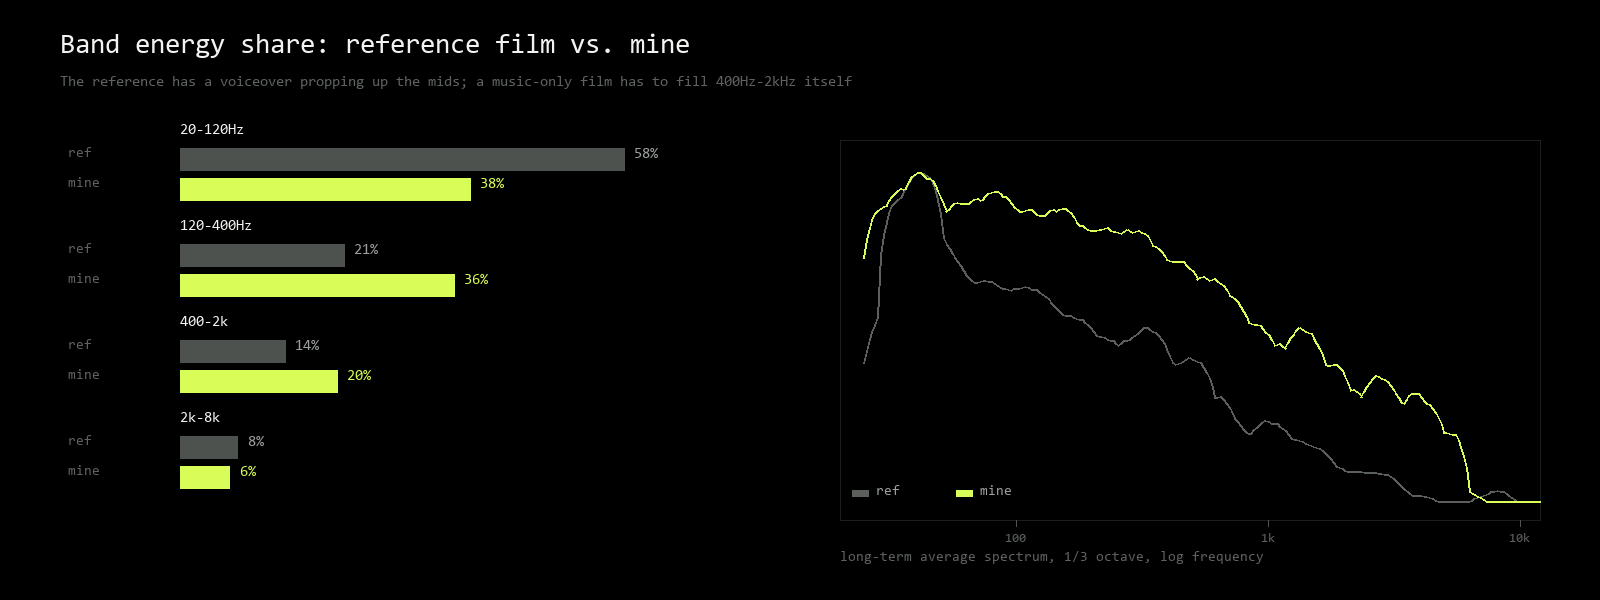 Band energy share: reference film vs. mine
The reference has a voiceover propping up the mids; a music-only film has to fill 400Hz-2kHz itself
20-120Hz
ref
58%
mine
38%
120-400Hz
ref
21%
mine
36%
400-2k
ref
14%
mine
20%
2k-8k
ref
8%
mine
6%
ref
mine
100
1k
10k
long-term average spectrum, 1/3 octave, log frequency